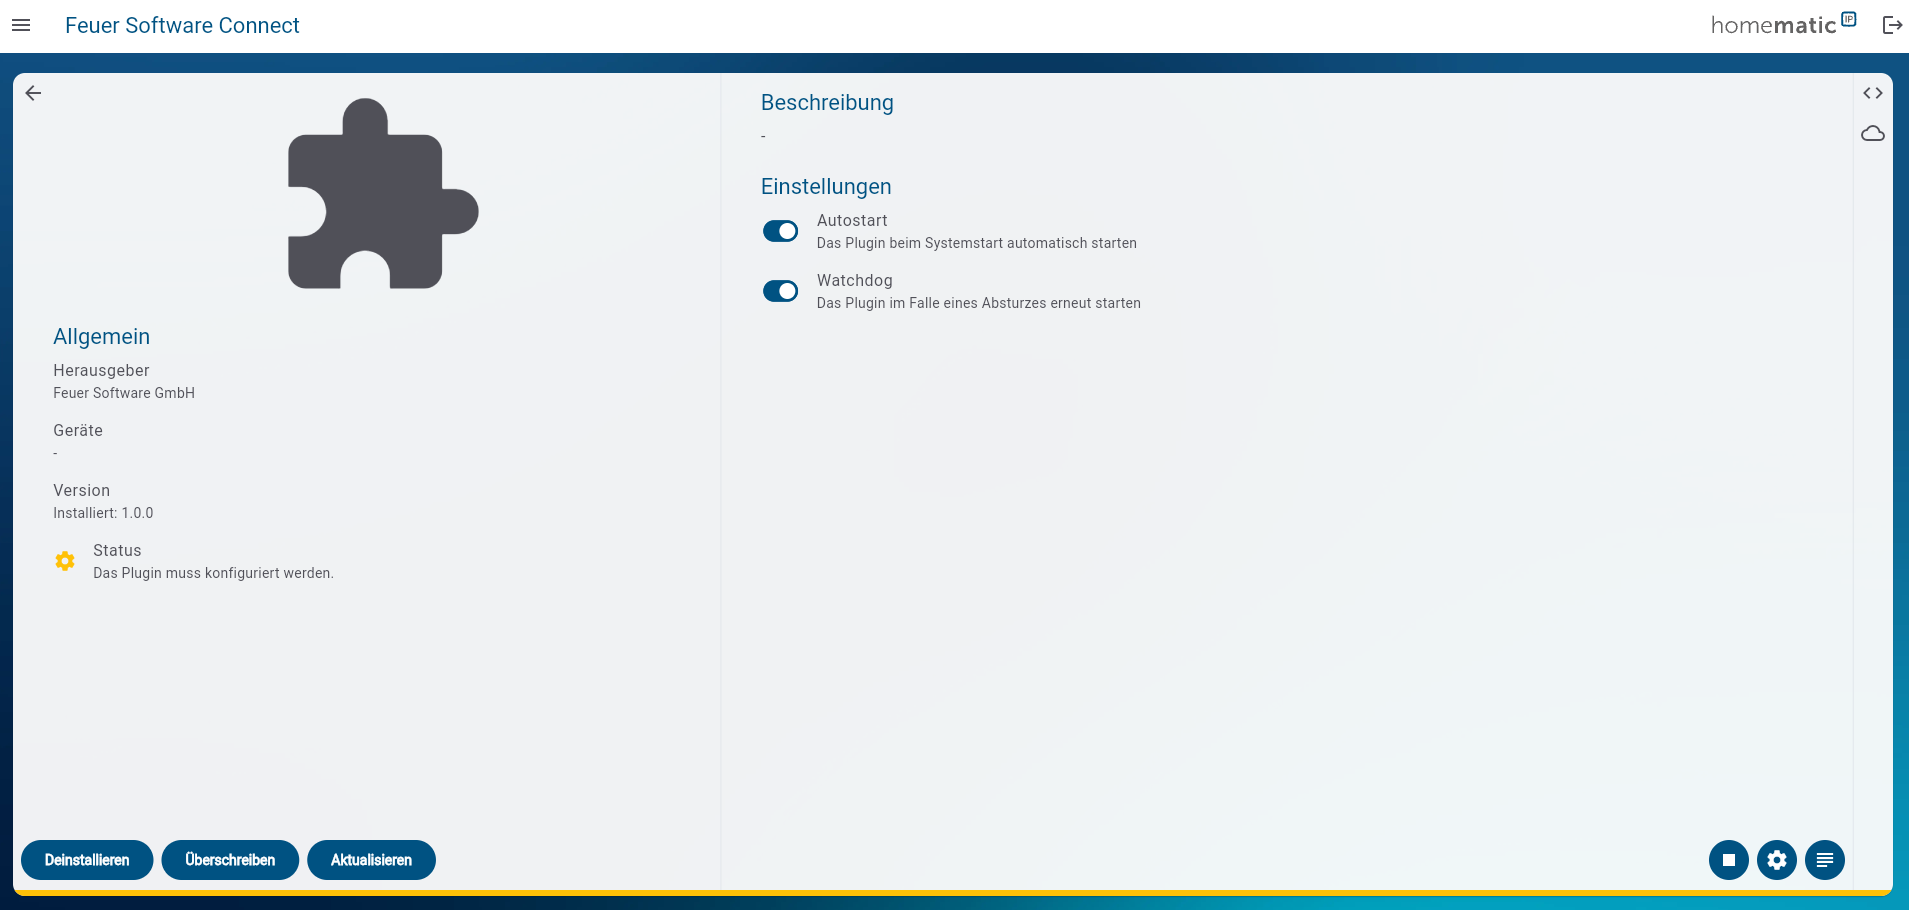 Feuer Software Connect
homematic IP
Allgemein
Herausgeber
Feuer Software GmbH
Geräte
-
Version
Installiert: 1.0.0
Status
Das Plugin muss konfiguriert werden.
Deinstallieren
Überschreiben
Aktualisieren
Beschreibung
-
Einstellungen
Autostart
Das Plugin beim Systemstart automatisch starten
Watchdog
Das Plugin im Falle eines Absturzes erneut starten